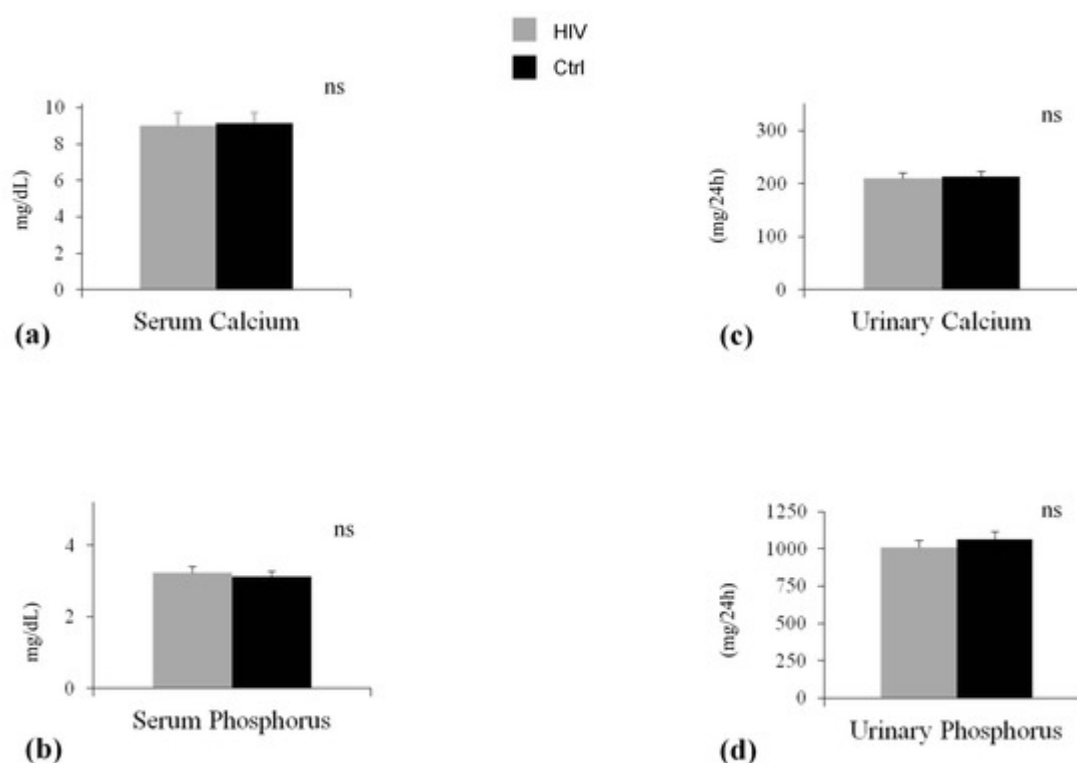 HIV
Ctrl
ns
10
8
6
4
2
0
mg/dL
Serum Calcium
(a)
ns
300
200
100
0
(mg/24h)
Urinary Calcium
(c)
ns
4
2
0
mg/dL
Serum Phosphorus
(b)
ns
1250
1000
750
500
250
0
(mg/24h)
Urinary Phosphorus
(d)